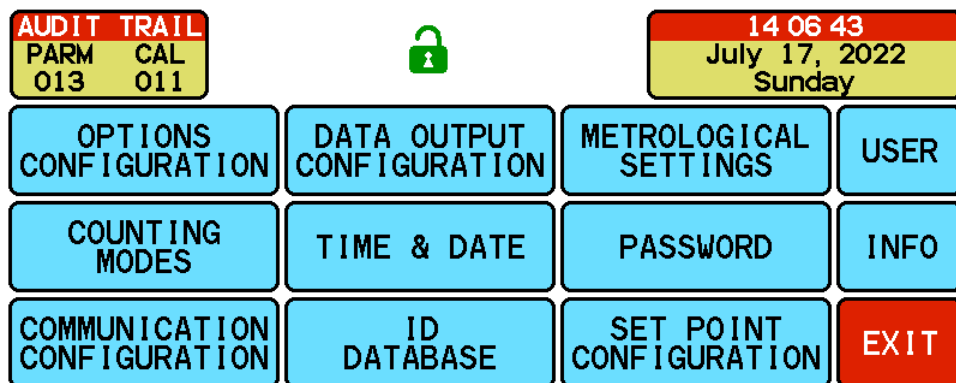 AUDIT TRAIL
PARM CAL
013 011
14 06 43
July 17, 2022
Sunday
OPTIONS
CONFIGURATION
DATA OUTPUT
CONFIGURATION
METROLOGICAL
SETTINGS
USER
COUNTING
MODES
TIME & DATE
PASSWORD
INFO
COMMUNICATION
CONFIGURATION
ID
DATABASE
SET POINT
CONFIGURATION
EXIT